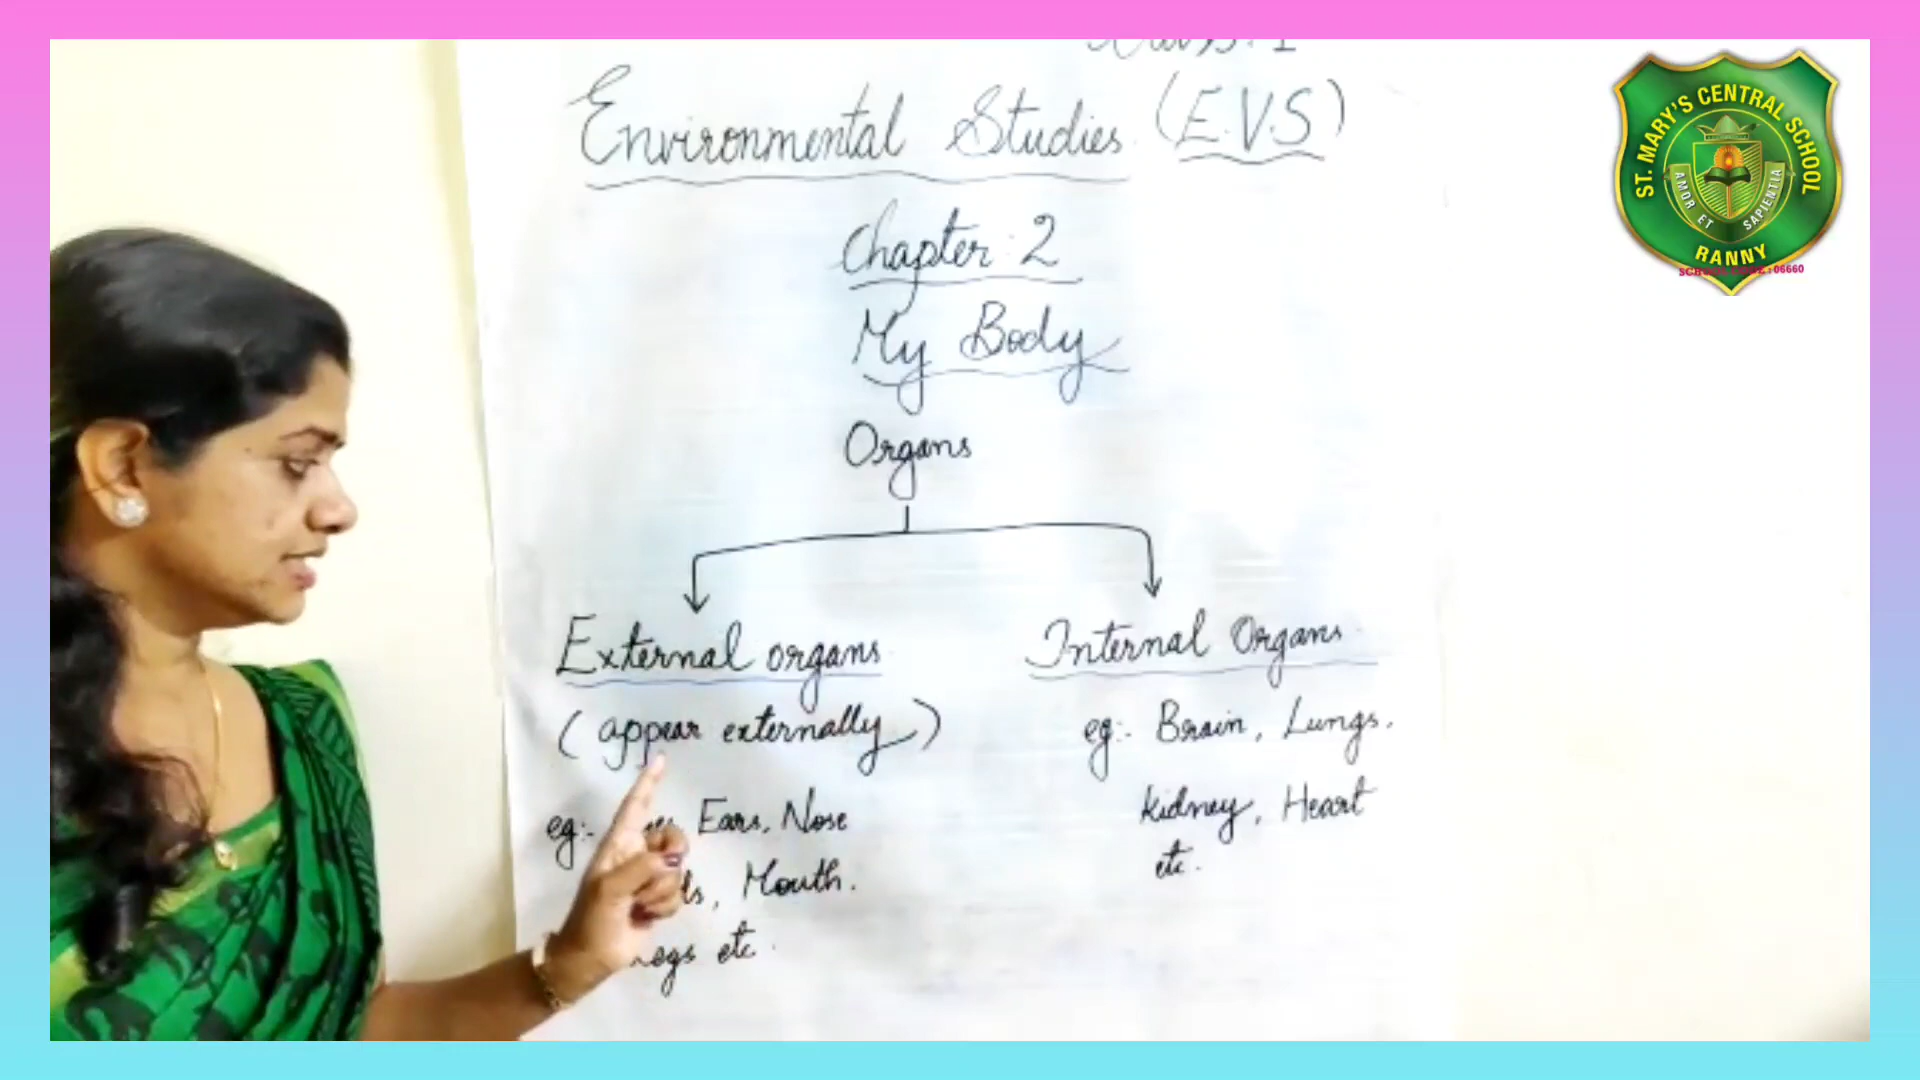 Environmental Studies (E.V.S)
Chapter : 2
My Body
Organs
External organs
(appear externally)
eg:- Ears, Nose
Mouth.
etc.
Internal Organs.
eg:- Brain, Lungs,
kidney, Heart
etc.
ST. MARY'S CENTRAL SCHOOL
AMOR ET SAPIENTIA
RANNY
06660